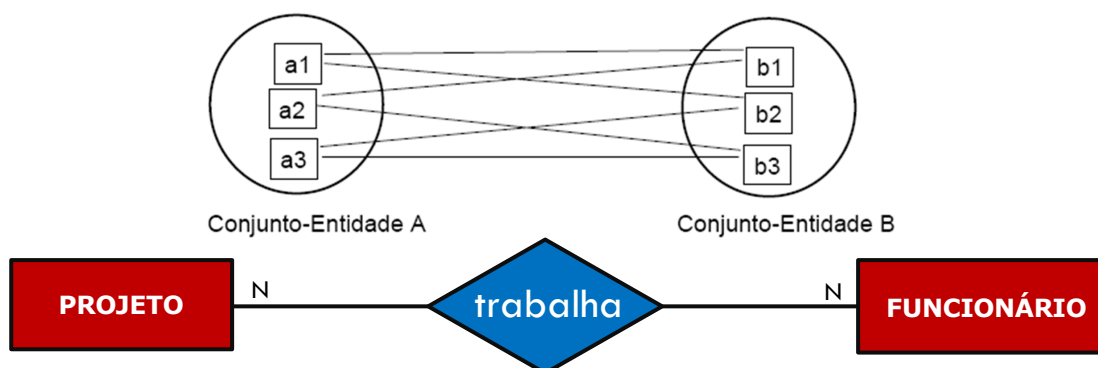 a1
b1
a2
b2
a3
b3
Conjunto-Entidade A
Conjunto-Entidade B
PROJETO
N
trabalha
N
FUNCIONÁRIO